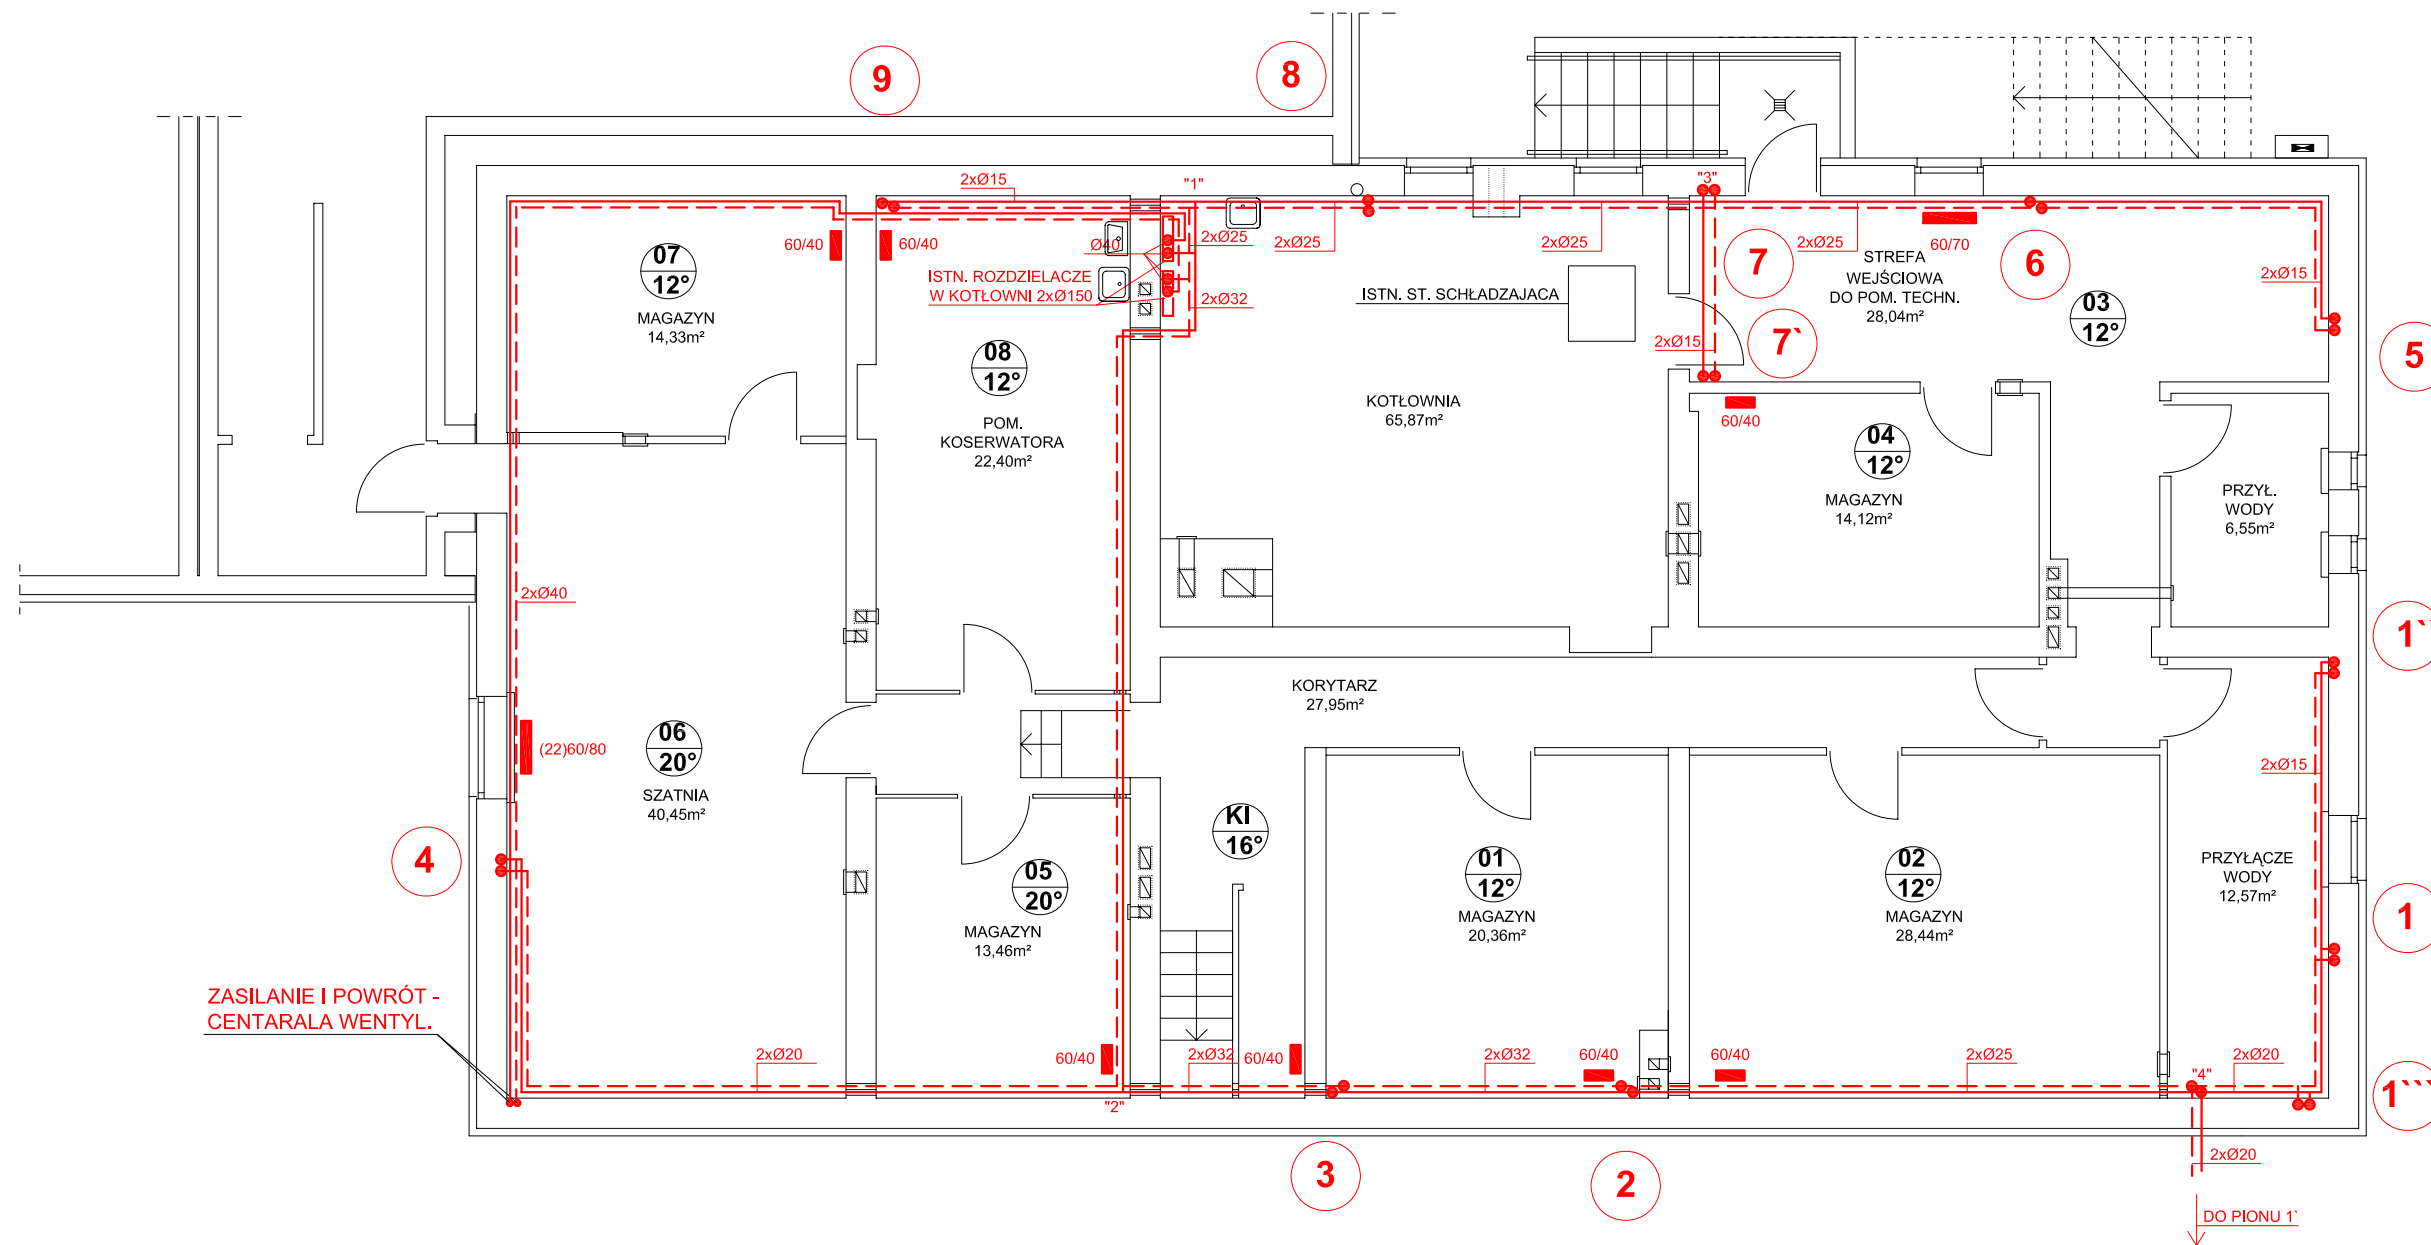 9
8
2xØ15
"1"
"3"
07
12°
MAGAZYN
14,33m²
60/40
60/40
Ø40
ISTN. ROZDZIELACZE
W KOTŁOWNI 2xØ150
2xØ25
2xØ25
2xØ32
ISTN. ST. SCHŁADZAJACA
2xØ25
7
2xØ25
STREFA
WEJŚCIOWA
DO POM. TECHN.
28,04m²
60/70
6
2xØ15
03
12°
5
08
12°
POM.
KOSERWATORA
22,40m²
KOTŁOWNIA
65,87m²
2xØ15
7`
60/40
04
12°
MAGAZYN
14,12m²
PRZYŁ.
WODY
6,55m²
2xØ40
1``
KORYTARZ
27,95m²
(22)60/80
06
20°
SZATNIA
40,45m²
2xØ15
4
KI
16°
05
20°
MAGAZYN
13,46m²
01
12°
MAGAZYN
20,36m²
02
12°
MAGAZYN
28,44m²
PRZYŁĄCZE
WODY
12,57m²
1
ZASILANIE I POWRÓT -
CENTARALA WENTYL.
2xØ20
60/40
2xØ32
60/40
2xØ32
60/40
60/40
2xØ25
"4"
2xØ20
1```
"2"
3
2
2xØ20
DO PIONU 1`